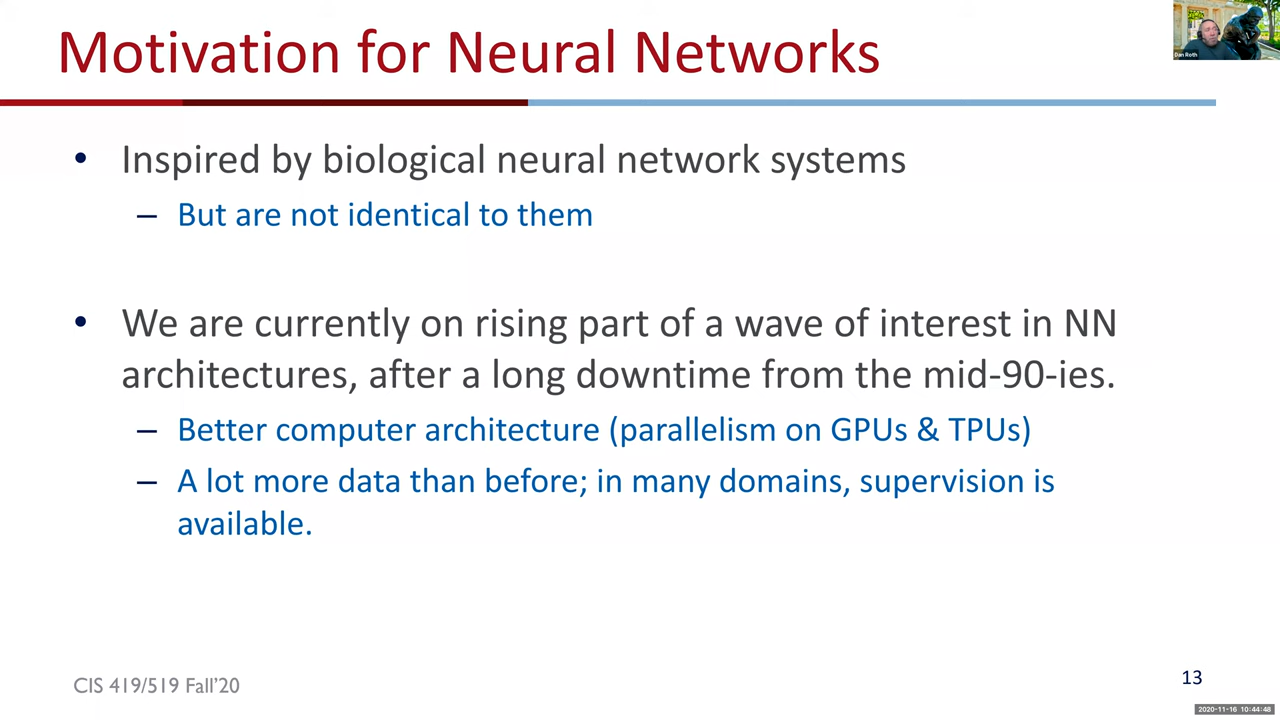 Motivation for Neural Networks
Dan Roth
• Inspired by biological neural network systems
– But are not identical to them
• We are currently on rising part of a wave of interest in NN
architectures, after a long downtime from the mid-90-ies.
– Better computer architecture (parallelism on GPUs & TPUs)
– A lot more data than before; in many domains, supervision is
available.
CIS 419/519 Fall’20
13
2020-11-16 10:44:48